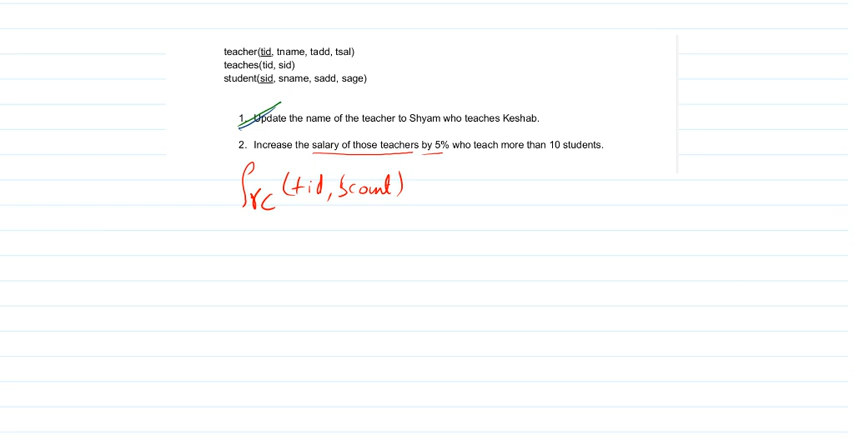 teacher(tid, tname, tadd, tsal)
teaches(tid, sid)
student(sid, sname, sadd, sage)
1. Update the name of the teacher to Shyam who teaches Keshab.
2. Increase the salary of those teachers by 5% who teach more than 10 students.
ρrc (tid, scount)